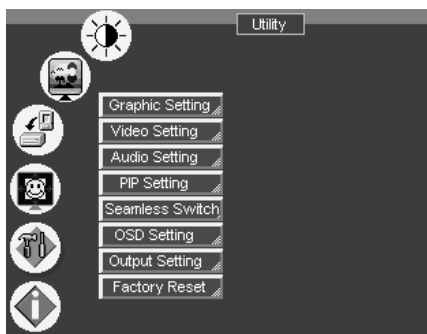 Utility
Graphic Setting
Video Setting
Audio Setting
PIP Setting
Seamless Switch
OSD Setting
Output Setting
Factory Reset